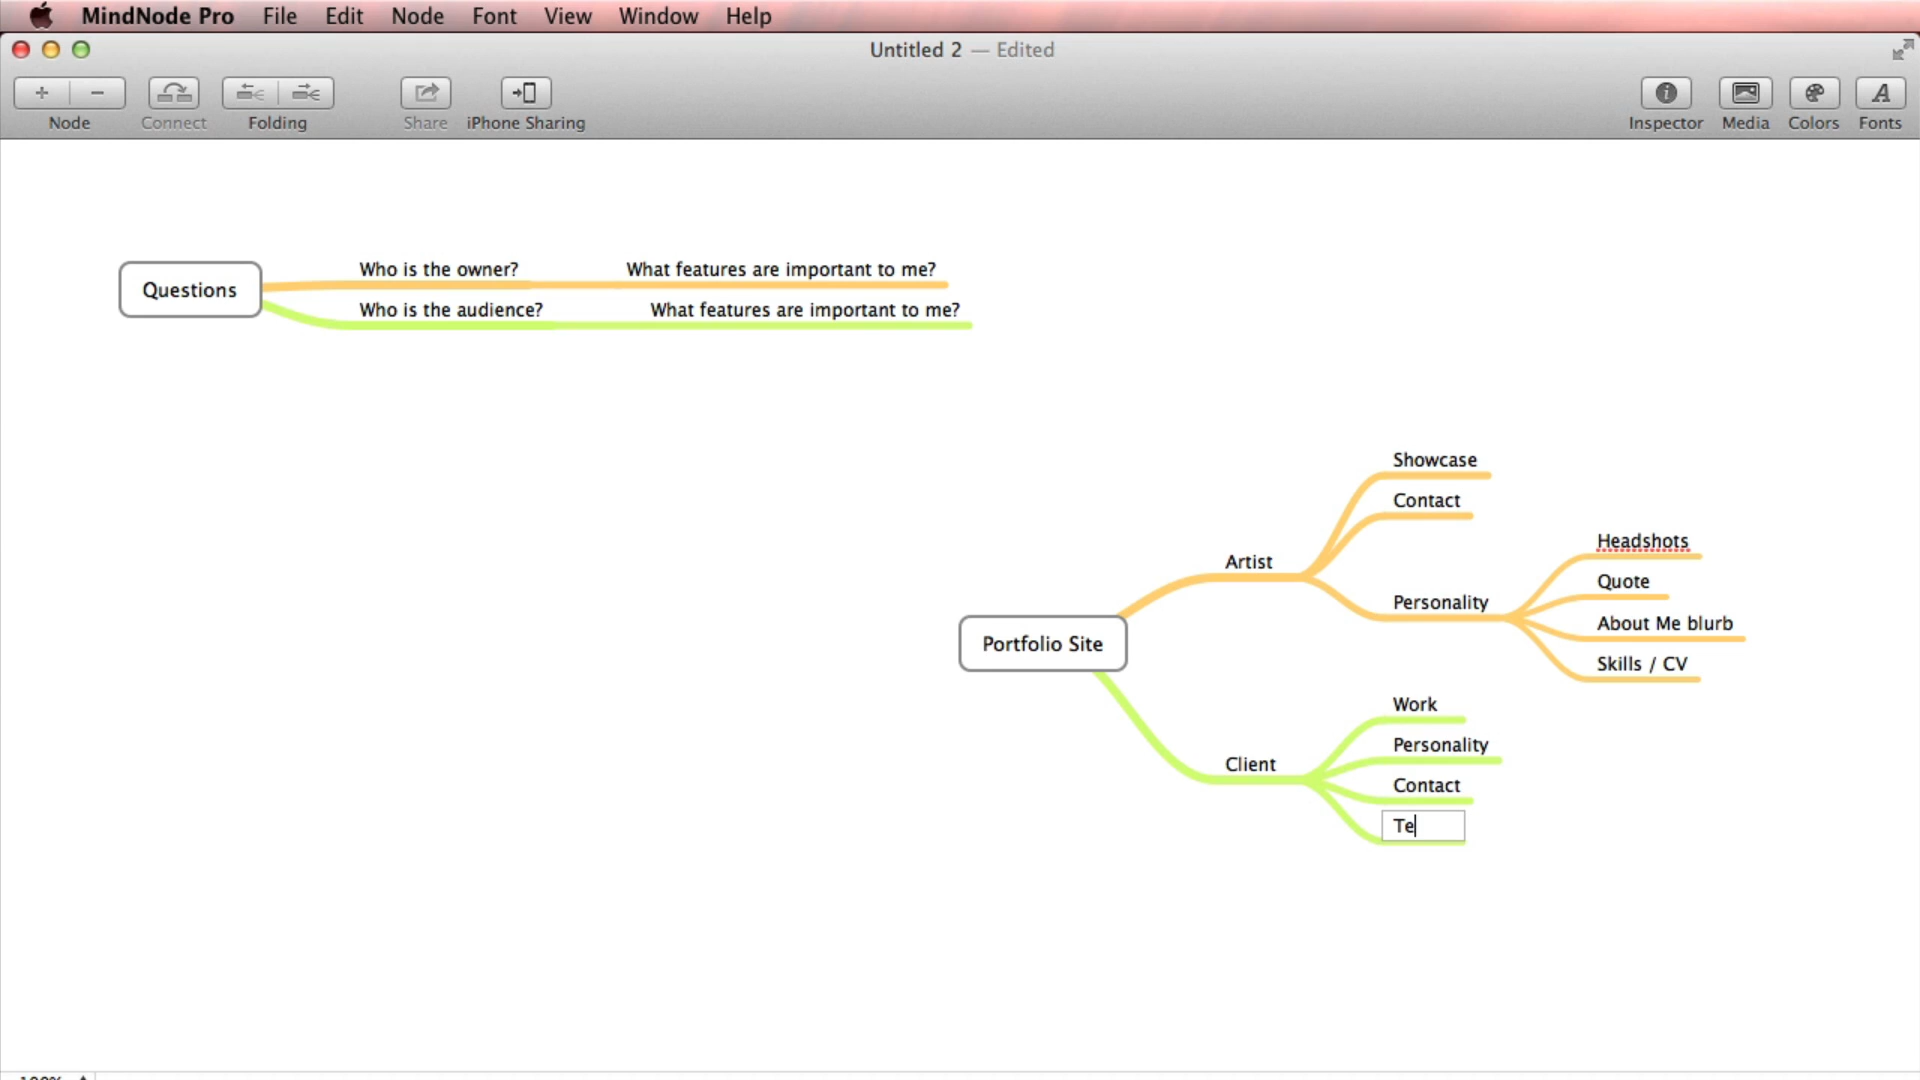 MindNode Pro File Edit Node Font View Window Help
Untitled 2 — Edited
Node Connect Folding Share iPhone Sharing Inspector Media Colors Fonts
Questions
Who is the owner? What features are important to me?
Who is the audience? What features are important to me?
Portfolio Site
Artist
Showcase
Contact
Personality
Headshots
Quote
About Me blurb
Skills / CV
Client
Work
Personality
Contact
Te
100%